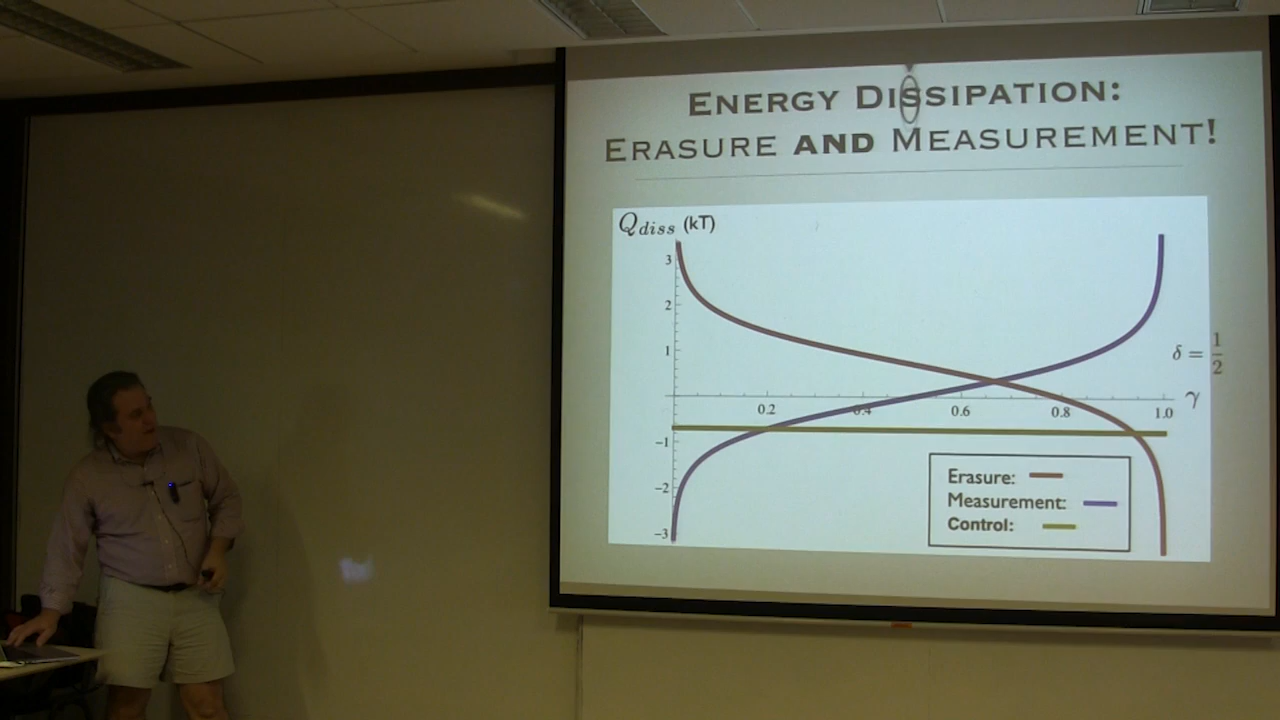 ENERGY DISSIPATION:
ERASURE AND MEASUREMENT!
Qdiss (kT)
3
2
1
−1
−2
−3
0.2 0.4 0.6 0.8 1.0 γ
δ = 1/2
Erasure:
Measurement:
Control: